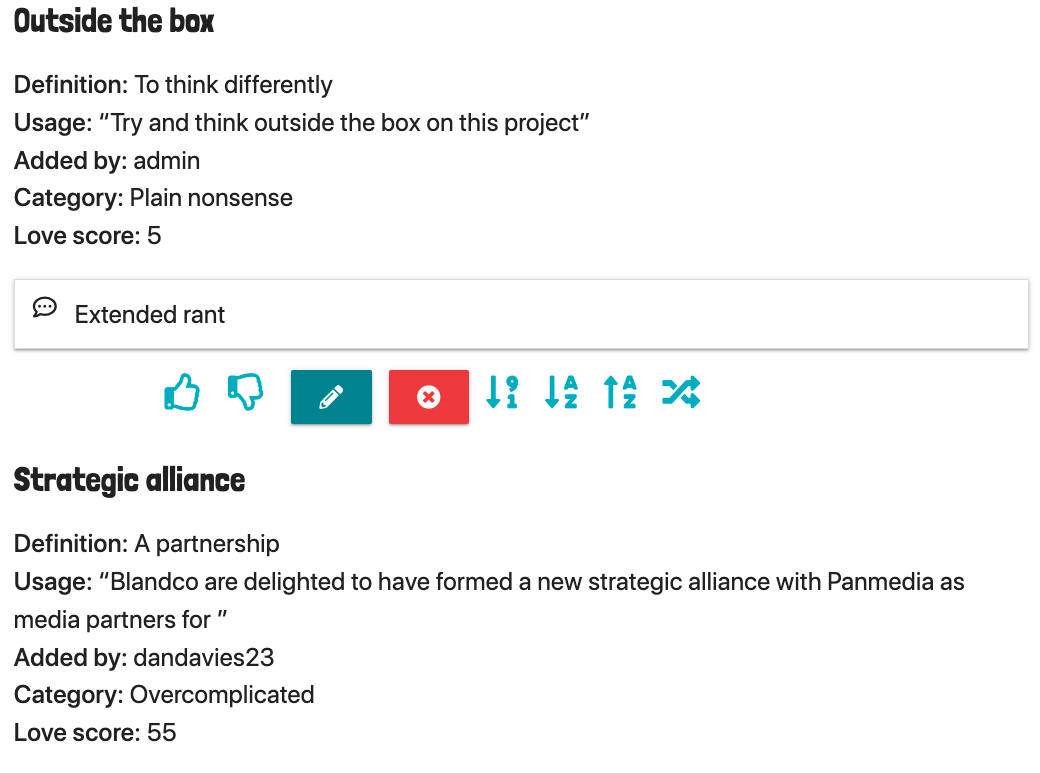 Outside the box
Definition: To think differently
Usage: “Try and think outside the box on this project”
Added by: admin
Category: Plain nonsense
Love score: 5
Extended rant
9 1 A Z A Z
Strategic alliance
Definition: A partnership
Usage: “Blandco are delighted to have formed a new strategic alliance with Panmedia as
media partners for ”
Added by: dandavies23
Category: Overcomplicated
Love score: 55